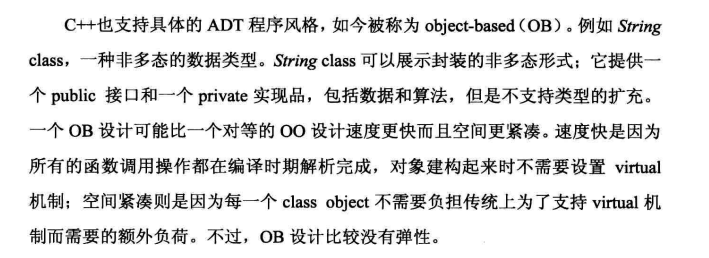 C++也支持具体的 ADT 程序风格，如今被称为 object-based（OB）。例如 String
class，一种非多态的数据类型。String class 可以展示封装的非多态形式；它提供一
个 public 接口和一个 private 实现品，包括数据和算法，但是不支持类型的扩充。
一个 OB 设计可能比一个对等的 OO 设计速度更快而且空间更紧凑。速度快是因为
所有的函数调用操作都在编译时期解析完成，对象建构起来时不需要设置 virtual
机制；空间紧凑则是因为每一个 class object 不需要负担传统上为了支持 virtual 机
制而需要的额外负荷。不过，OB 设计比较没有弹性。